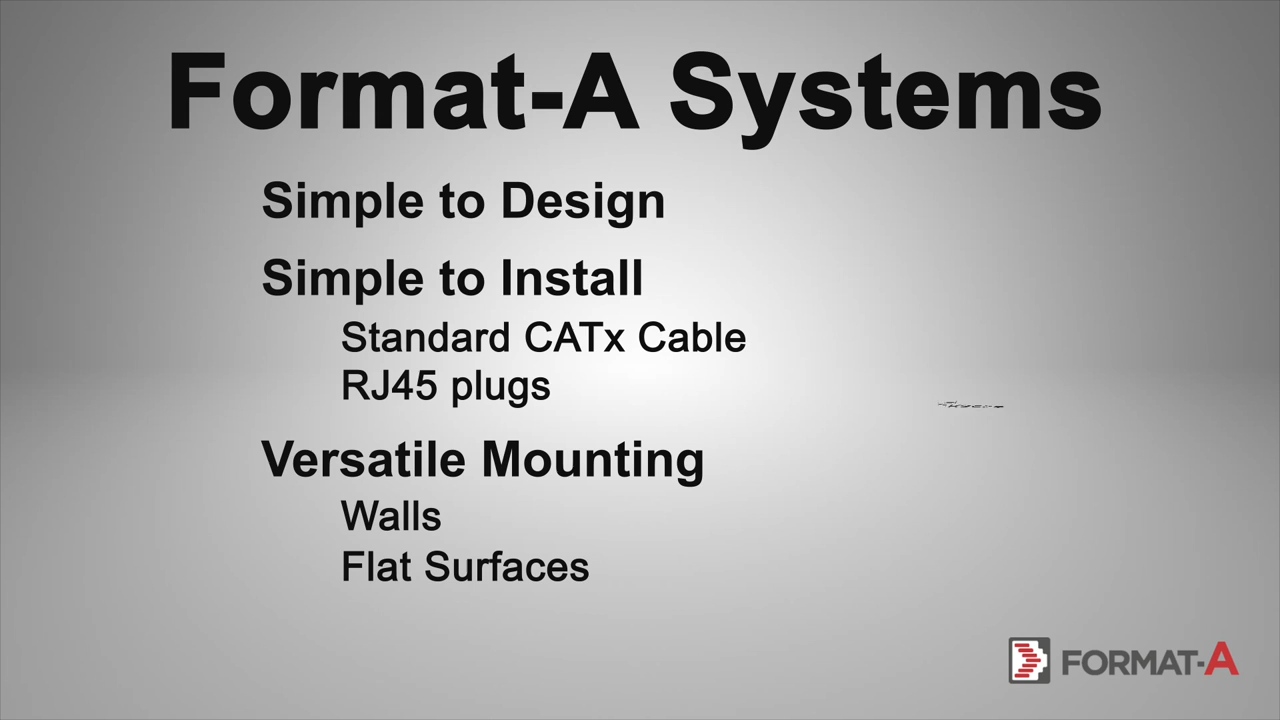 Format-A Systems
Simple to Design
Simple to Install
Standard CATx Cable
RJ45 plugs
Versatile Mounting
Walls
Flat Surfaces
FORMAT-A